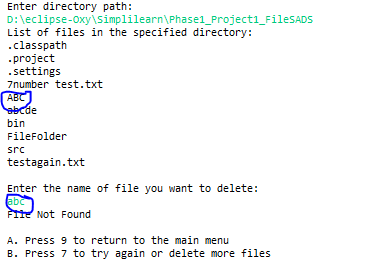 Enter directory path:
D:\eclipse-Oxy\Simplilearn\Phase1_Project1_FileSADS
List of files in the specified directory:
.classpath
.project
.settings
7number test.txt
ABC
abcde
bin
FileFolder
src
testagain.txt
Enter the name of file you want to delete:
abc
File Not Found
A. Press 9 to return to the main menu
B. Press 7 to try again or delete more files